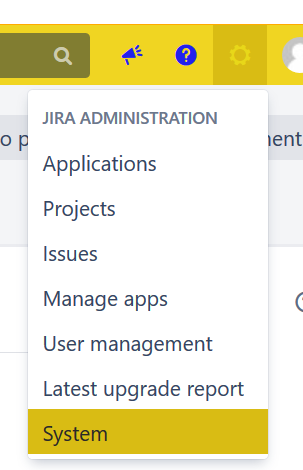 JIRA ADMINISTRATION
Applications
Projects
Issues
Manage apps
User management
Latest upgrade report
System